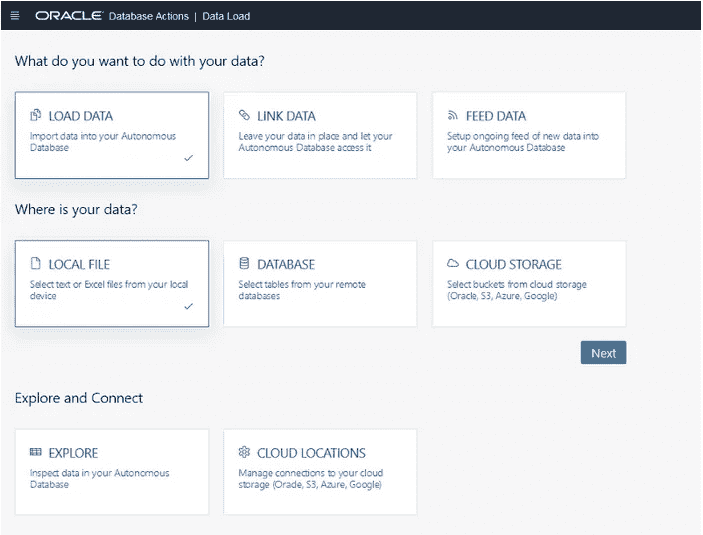 ORACLE Database Actions | Data Load
What do you want to do with your data?
LOAD DATA
Import data into your Autonomous
Database
LINK DATA
Leave your data in place and let your
Autonomous Database access it
FEED DATA
Setup ongoing feed of new data into
your Autonomous Database
Where is your data?
LOCAL FILE
Select text or Excel files from your local
device
DATABASE
Select tables from your remote
databases
CLOUD STORAGE
Select buckets from cloud storage
(Oracle, S3, Azure, Google)
Next
Explore and Connect
EXPLORE
Inspect data in your Autonomous
Database
CLOUD LOCATIONS
Manage connections to your cloud
storage (Oracle, S3, Azure, Google)